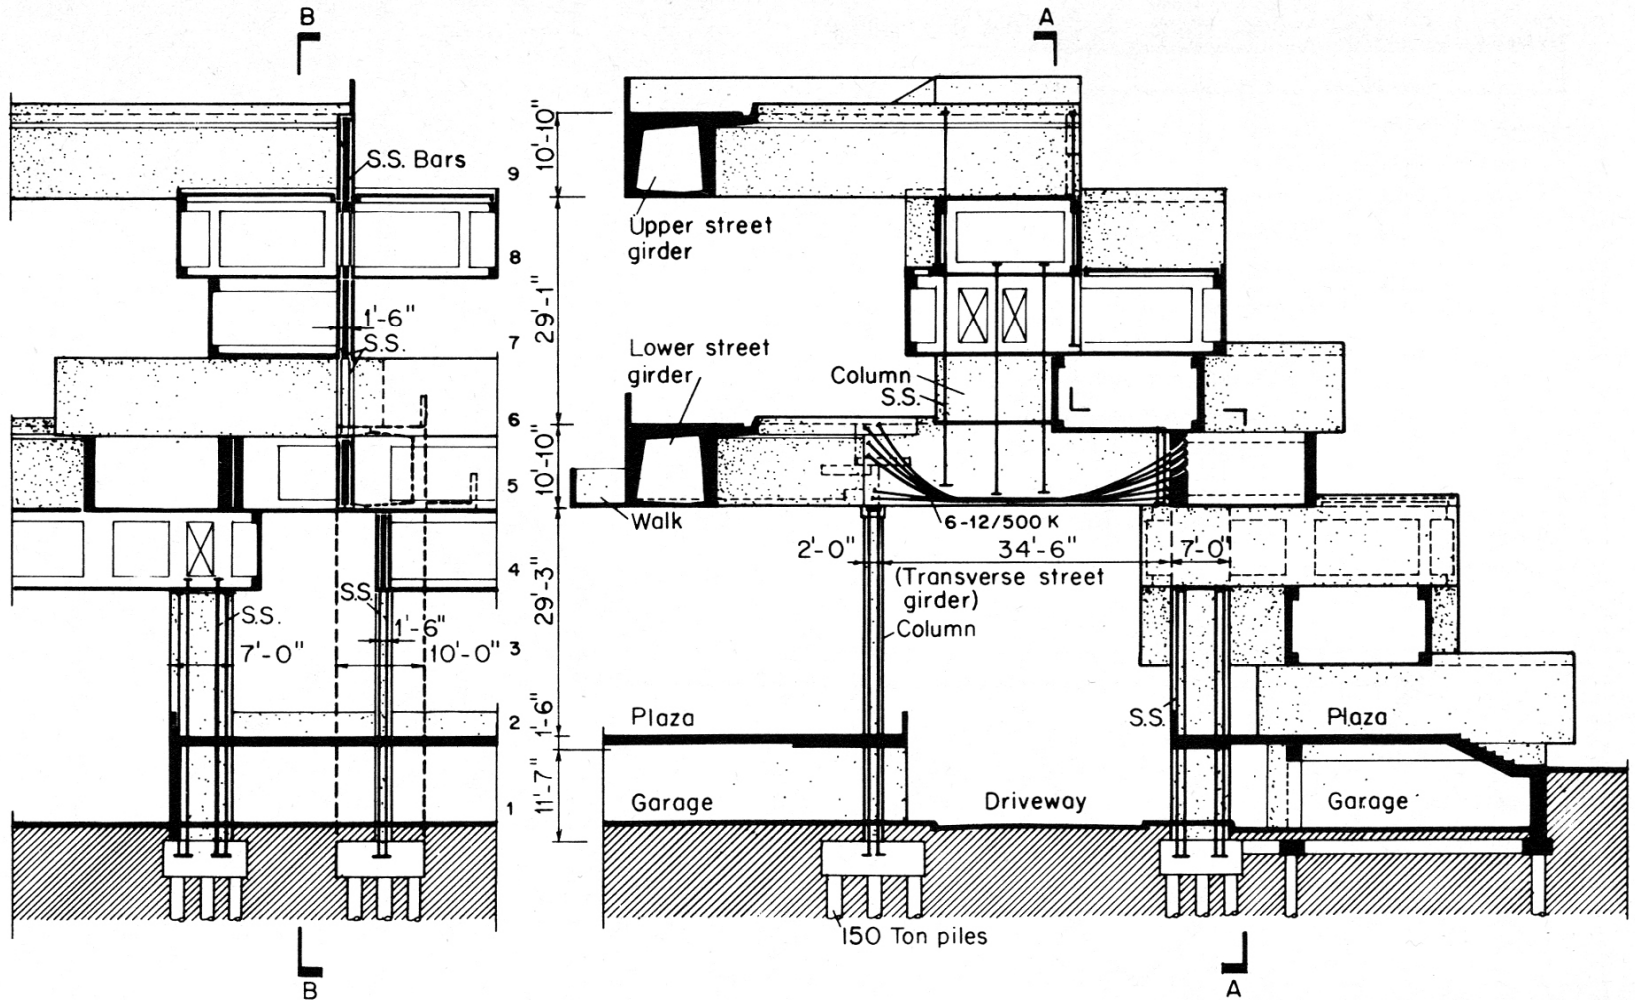 B
A
S.S. Bars
9
10'-10"
Upper street
girder
8
29'-1"
1'-6"
S.S.
7
Lower street
girder
Column
S.S.
6
10'-10"
5
Walk
6-12/500 K
2'-0"
34'-6"
7'-0"
(Transverse street
girder)
Column
4
29'-3"
S.S.
S.S.
1'-6"
7'-0"
10'-0"
3
2
1'-6"
Plaza
S.S.
Plaza
11'-7"
1
Garage
Driveway
Garage
150 Ton piles
B
A